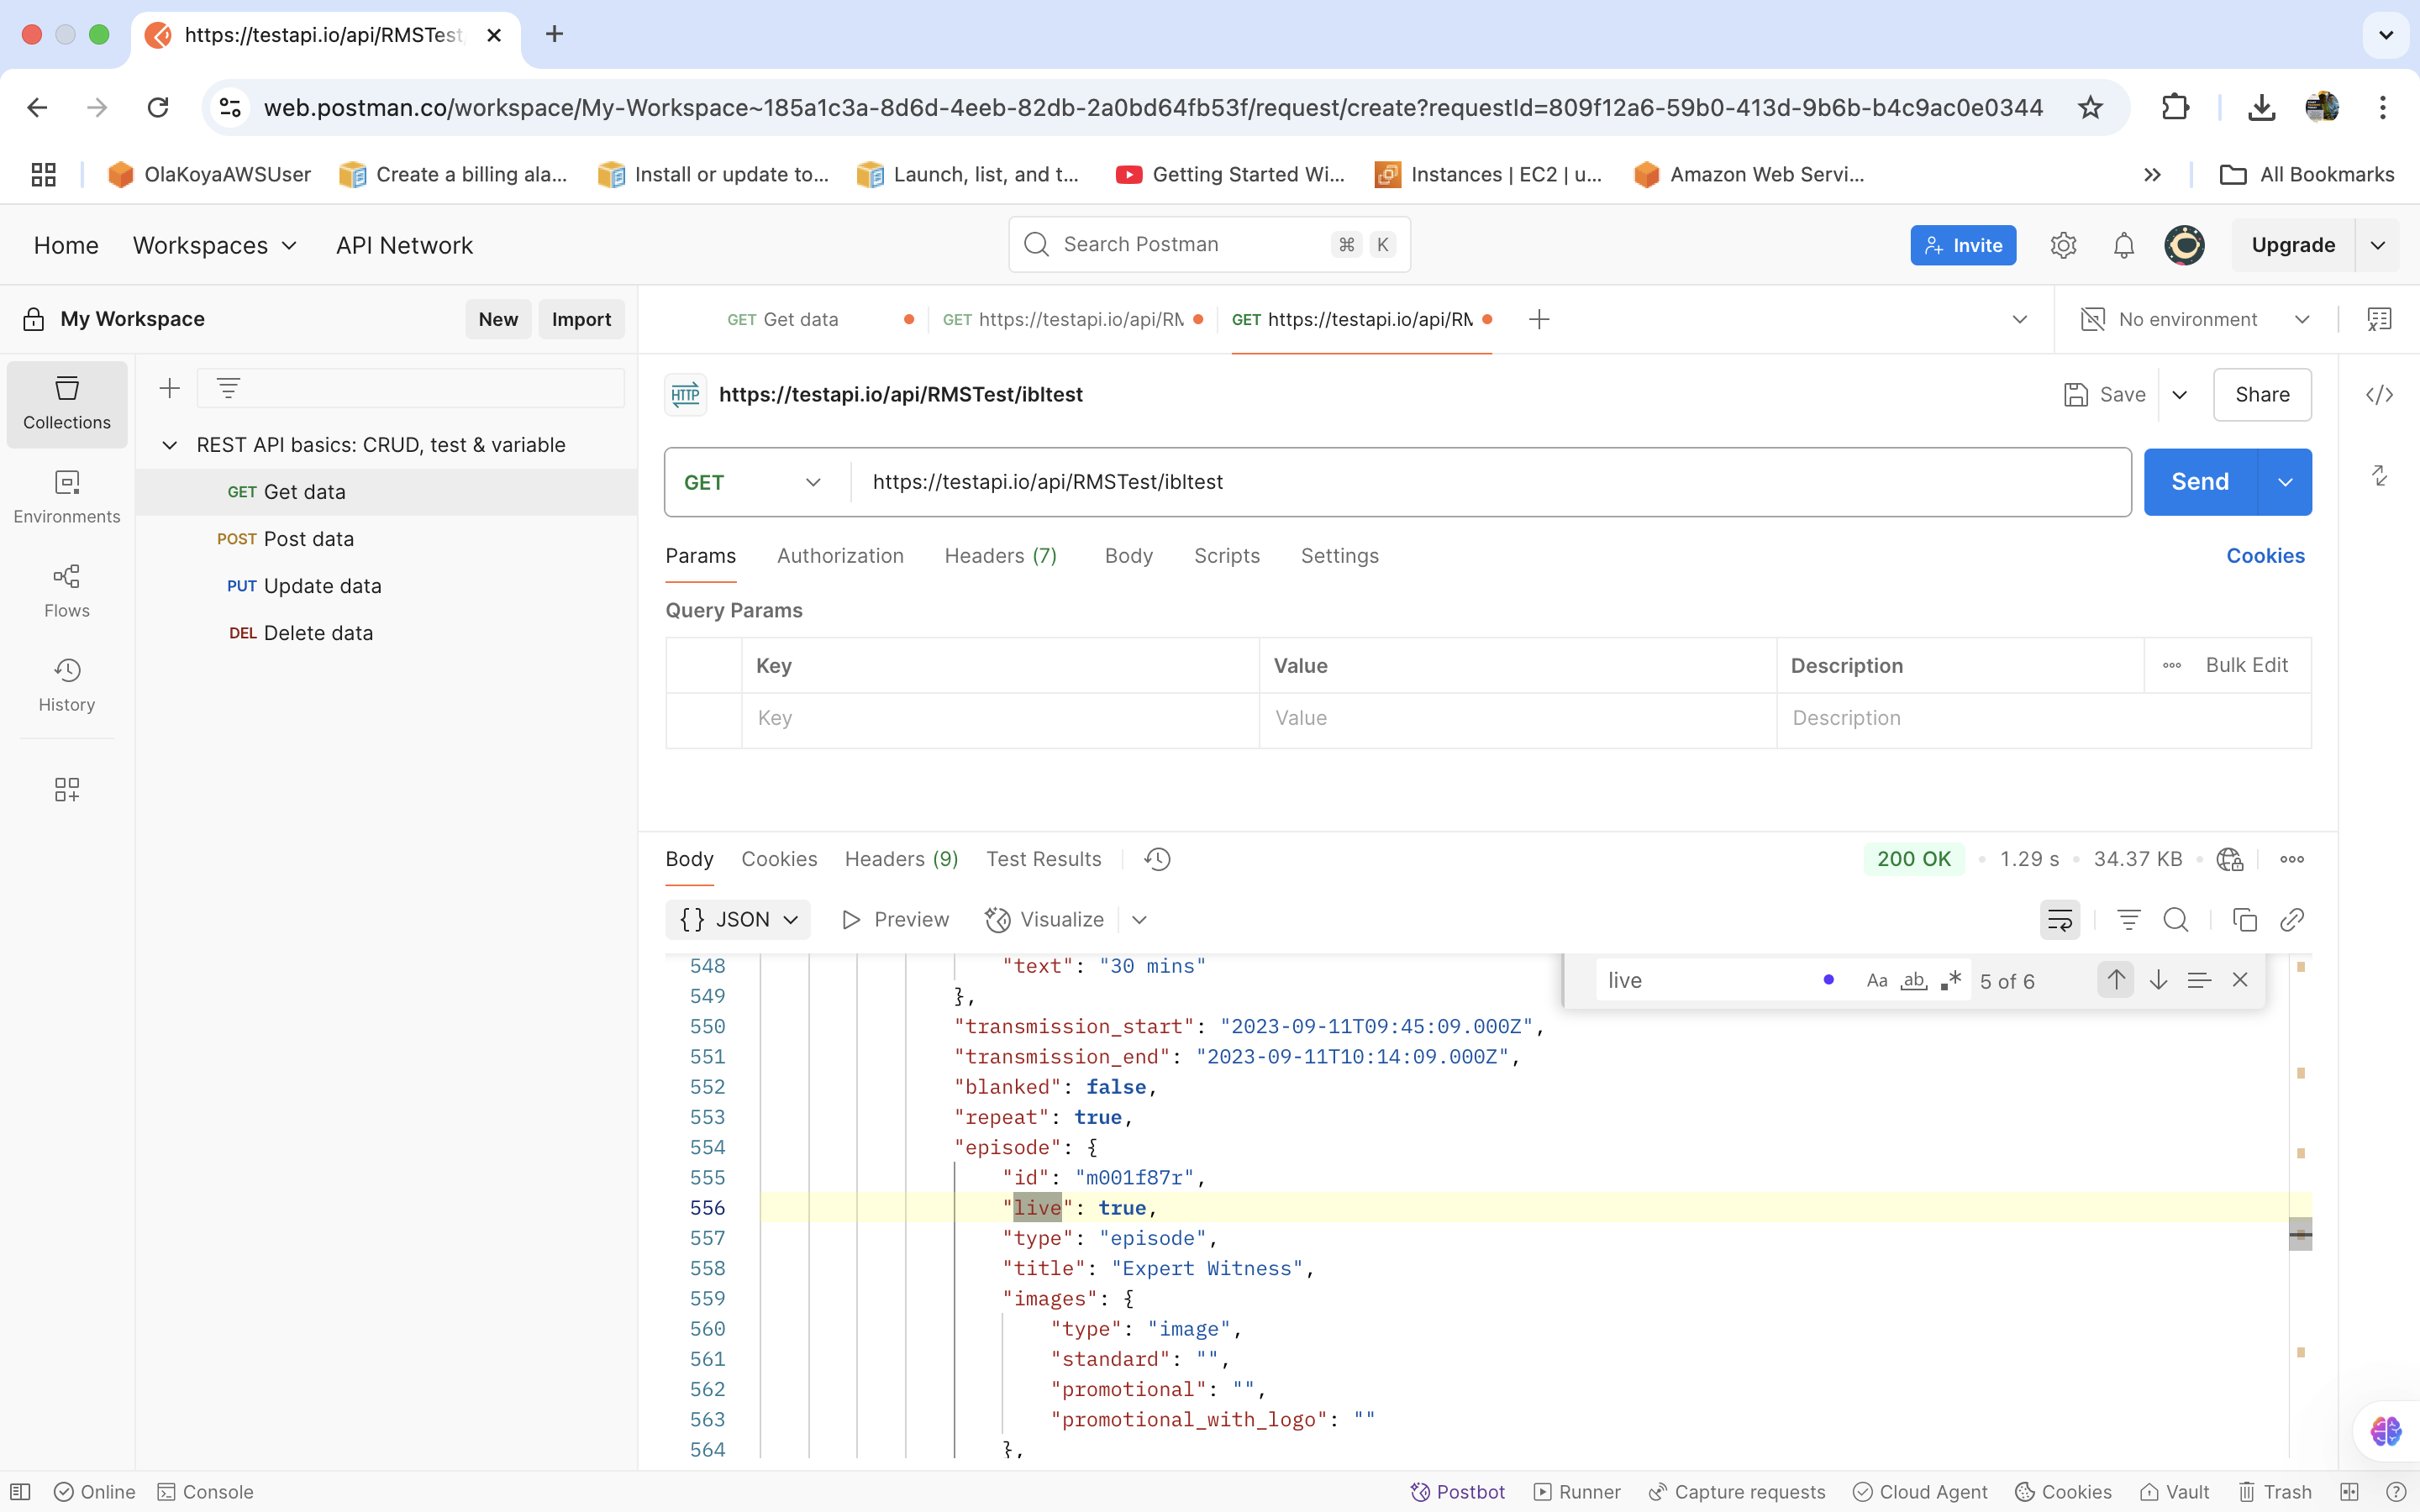 https://testapi.io/api/RMSTest
web.postman.co/workspace/My-Workspace~185a1c3a-8d6d-4eeb-82db-2a0bd64fb53f/request/create?requestId=809f12a6-59b0-413d-9b6b-b4c9ac0e0344
OlaKoyaAWSUser Create a billing ala... Install or update to... Launch, list, and t... Getting Started Wi... Instances | EC2 | u... Amazon Web Servi... » All Bookmarks
Home Workspaces API Network Search Postman ⌘ K Invite Upgrade
My Workspace New Import GET Get data GET https://testapi.io/api/RM GET https://testapi.io/api/RM No environment
Collections
Environments
Flows
History
REST API basics: CRUD, test & variable
GET Get data
POST Post data
PUT Update data
DEL Delete data
HTTP https://testapi.io/api/RMSTest/ibltest Save Share
GET https://testapi.io/api/RMSTest/ibltest Send
Params Authorization Headers (7) Body Scripts Settings Cookies
Query Params
Key Value Description Bulk Edit
Key Value Description
Body Cookies Headers (9) Test Results 200 OK 1.29 s 34.37 KB
{} JSON Preview Visualize
live Aa ab 5 of 6
548 "text": "30 mins"
549 },
550 "transmission_start": "2023-09-11T09:45:09.000Z",
551 "transmission_end": "2023-09-11T10:14:09.000Z",
552 "blanked": false,
553 "repeat": true,
554 "episode": {
555 "id": "m001f87r",
556 "live": true,
557 "type": "episode",
558 "title": "Expert Witness",
559 "images": {
560 "type": "image",
561 "standard": "",
562 "promotional": "",
563 "promotional_with_logo": ""
564 },
Online Console Postbot Runner Capture requests Cloud Agent Cookies Vault Trash